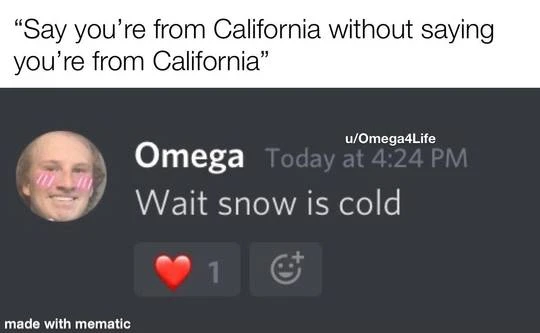 “Say you’re from California without saying
you’re from California”
u/Omega4Life
Omega Today at 4:24 PM
Wait snow is cold
❤️ 1
made with mematic